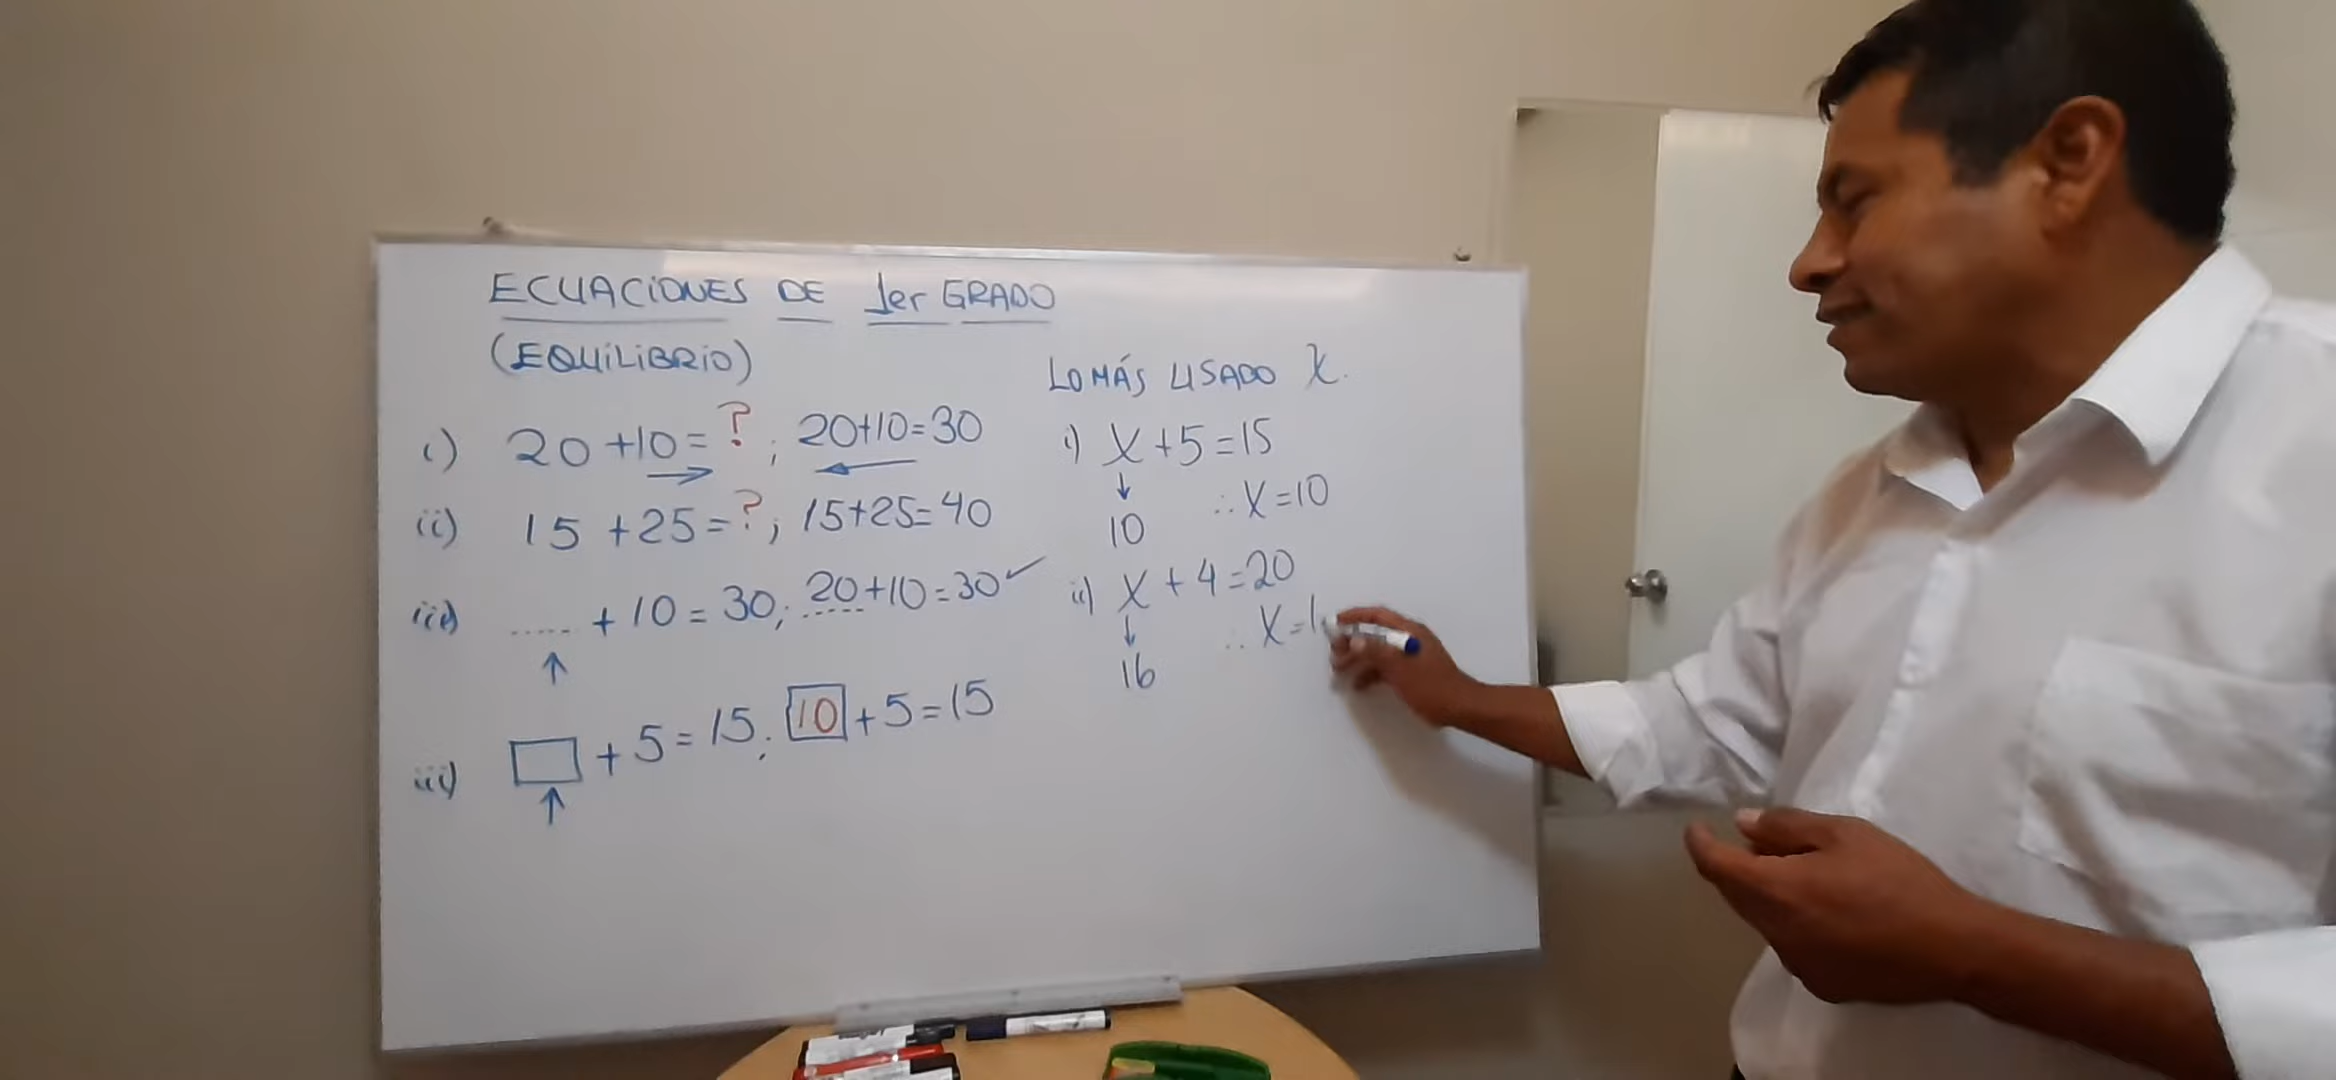 ECUACIONES DE 1er GRADO
(EQUILIBRIO)
i) 20 +10 = ? ; 20+10=30
ii) 15 +25=? ; 15+25=40
iii) ..... + 10 = 30; 20+10=30 ✓
↑
iii) □ + 5 = 15; 10+5=15
↑
LO MÁS USADO X.
i) X+5=15
↓
10 ∴ X=10
ii) X + 4 =20
↓ ∴ X=1
16